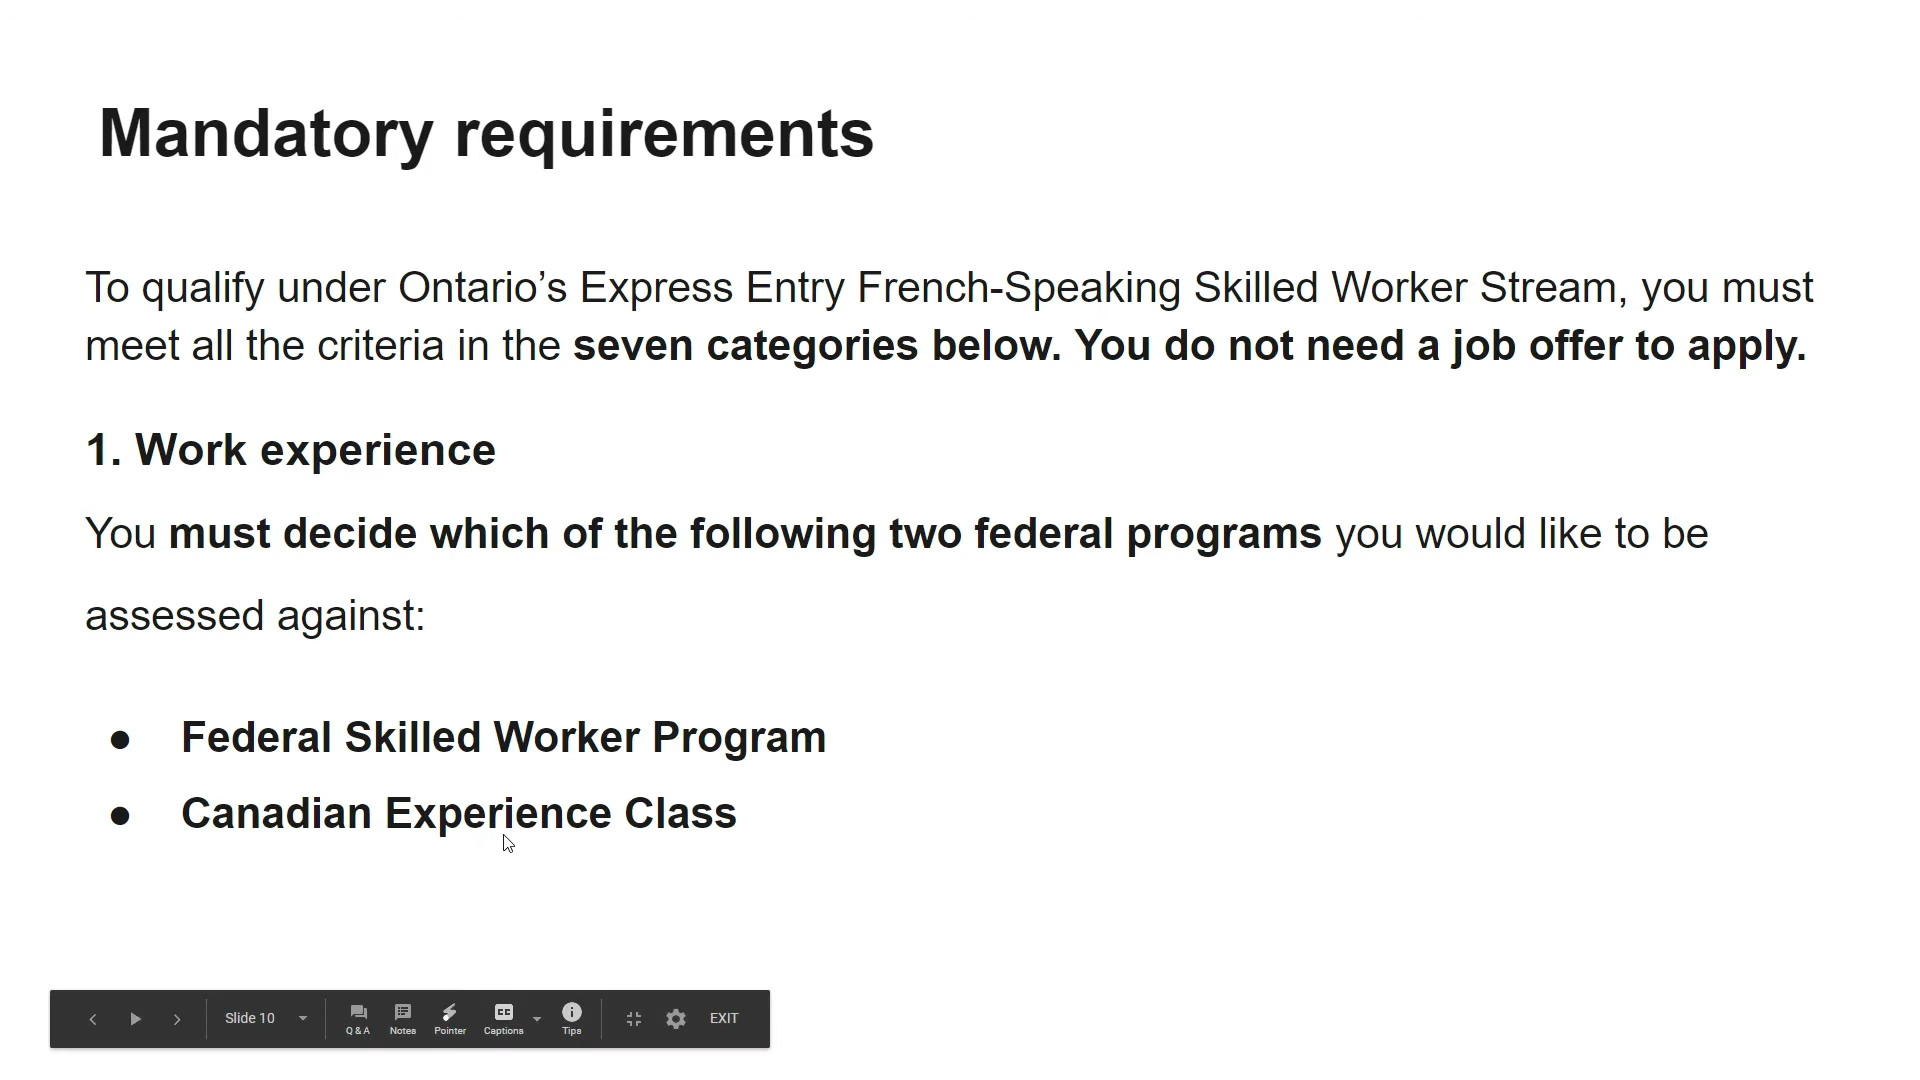 Mandatory requirements
To qualify under Ontario’s Express Entry French-Speaking Skilled Worker Stream, you must
meet all the criteria in the seven categories below. You do not need a job offer to apply.
1. Work experience
You must decide which of the following two federal programs you would like to be
assessed against:
● Federal Skilled Worker Program
● Canadian Experience Class
Slide 10
Q & A
Notes
Pointer
CC
Captions
Tips
EXIT